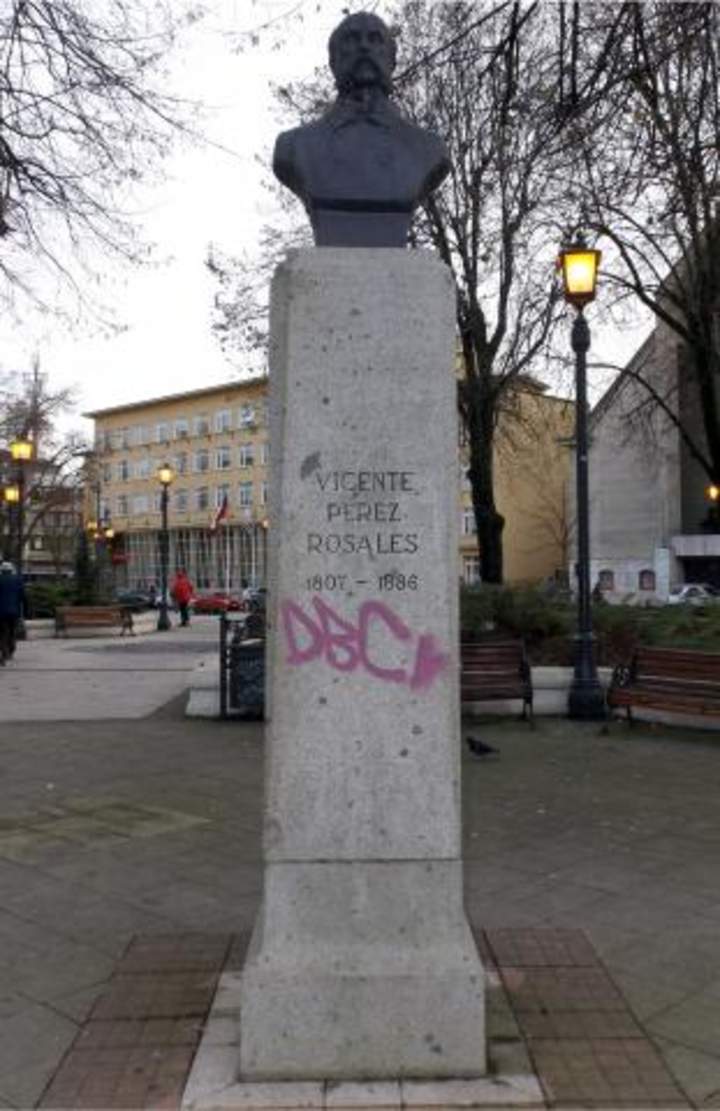 VICENTE
PEREZ
ROSALES
1807 - 1886
DBC